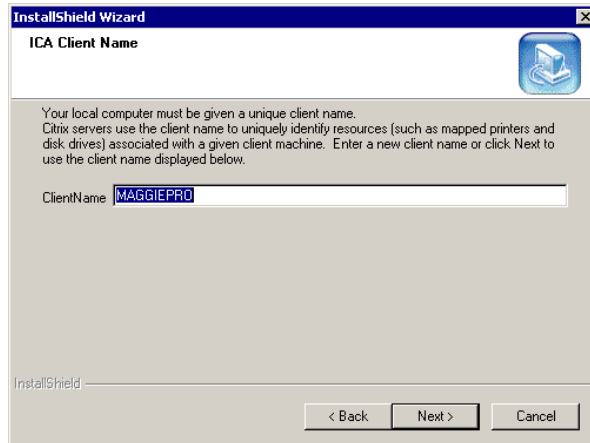 InstallShield Wizard
ICA Client Name
Your local computer must be given a unique client name.
Citrix servers use the client name to uniquely identify resources (such as mapped printers and
disk drives) associated with a given client machine.  Enter a new client name or click Next to
use the client name displayed below.
ClientName MAGGIEPRO
InstallShield
< Back Next > Cancel